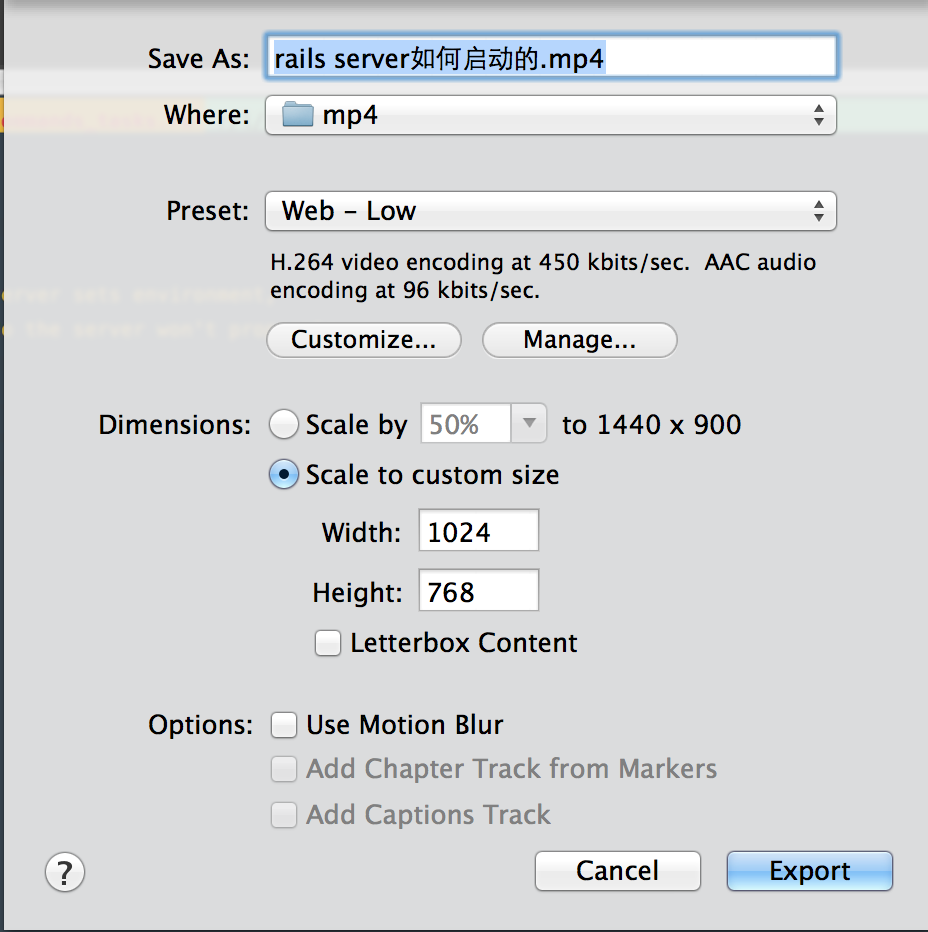 Save As: rails server如何启动的.mp4
Where: mp4
Preset: Web – Low
H.264 video encoding at 450 kbits/sec. AAC audio
encoding at 96 kbits/sec.
Customize... Manage...
Dimensions: Scale by 50% to 1440 x 900
Scale to custom size
Width: 1024
Height: 768
Letterbox Content
Options: Use Motion Blur
Add Chapter Track from Markers
Add Captions Track
? Cancel Export